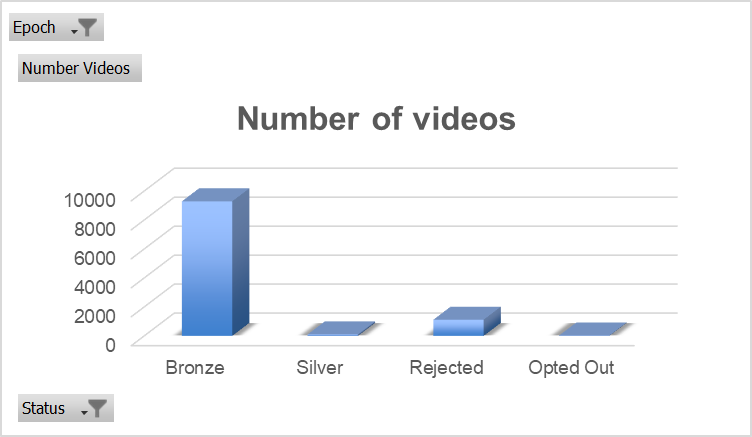 Epoch
Number Videos
Number of videos
10000
8000
6000
4000
2000
0
Bronze Silver Rejected Opted Out
Status